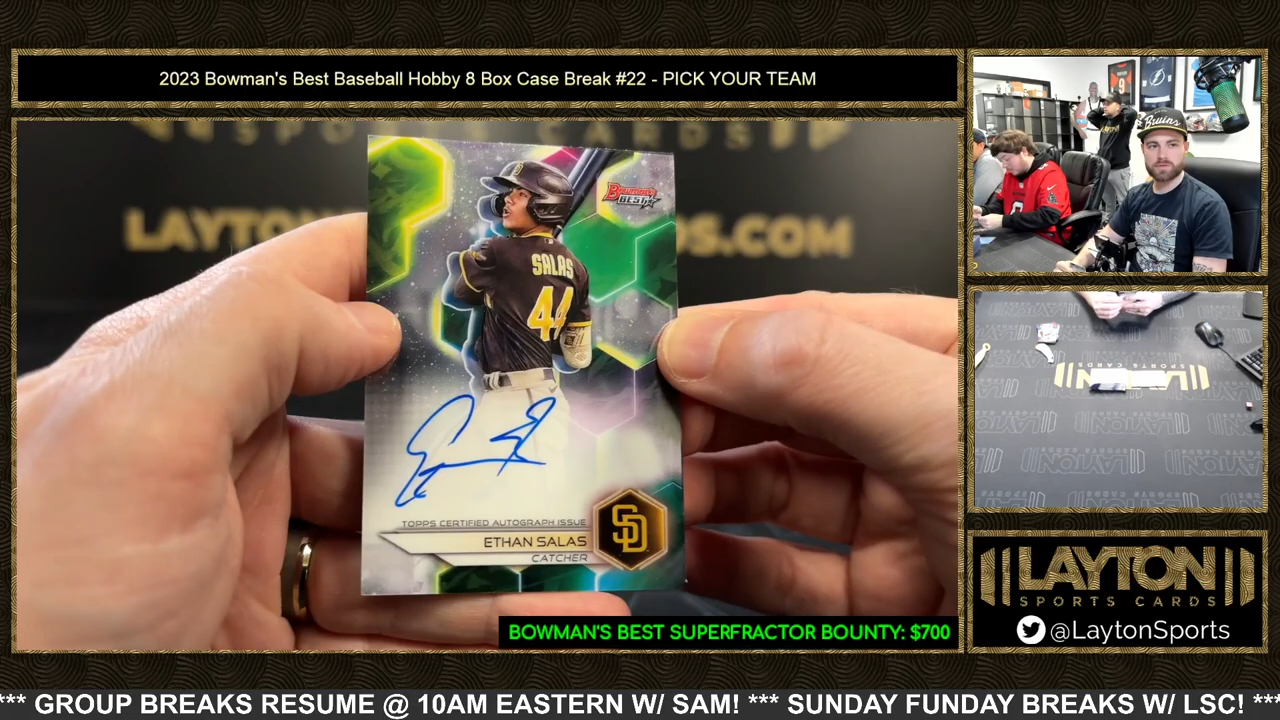 2023 Bowman's Best Baseball Hobby 8 Box Case Break #22 - PICK YOUR TEAM
BOWMAN'S
BEST
SALAS
44
TOPPS CERTIFIED AUTOGRAPH ISSUE
ETHAN SALAS
CATCHER
SD
BOWMAN'S BEST SUPERFRACTOR BOUNTY: $700
Bruins
LAYTON
LAYTON
SPORTS CARDS
@LaytonSports
*** GROUP BREAKS RESUME @ 10AM EASTERN W/ SAM! *** SUNDAY FUNDAY BREAKS W/ LSC! ***